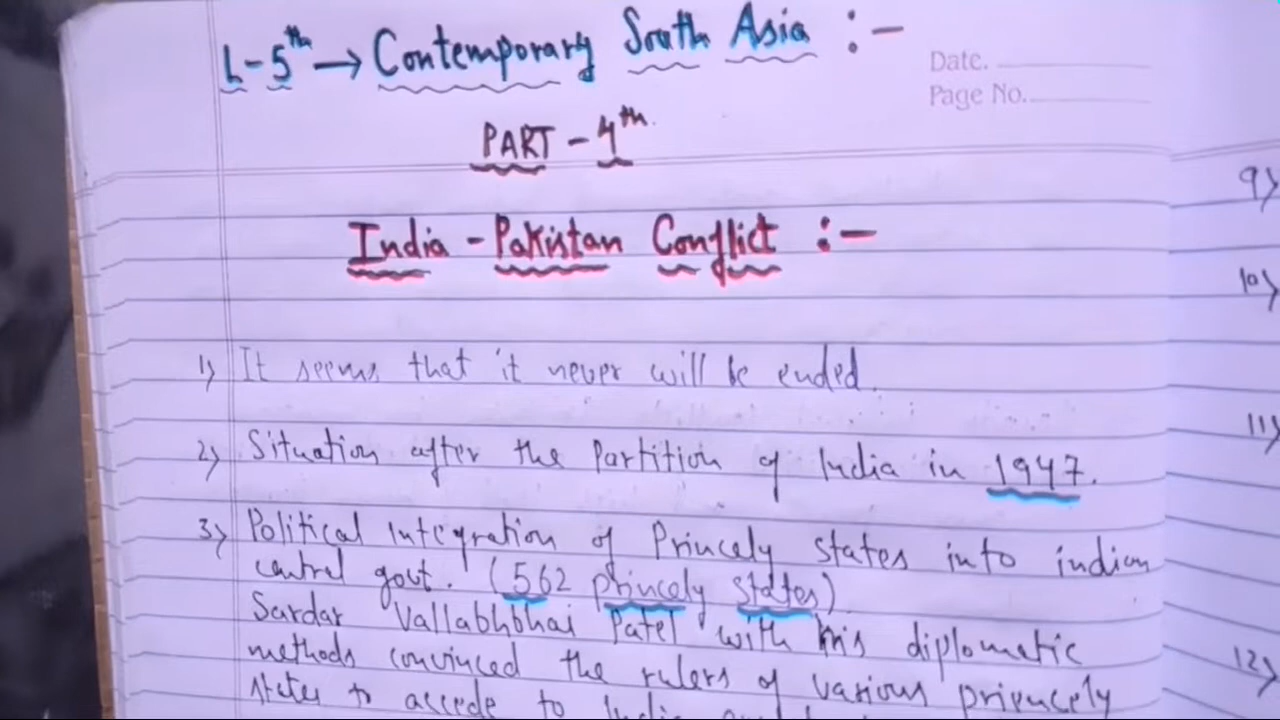 L-5th → Contemporary South Asia :-
Date.
Page No.
PART - 4th
India - Pakistan Conflict :-
1) It seems that it never will be ended.
2) Situation after the Partition of India in 1947.
3) Political Integration of Princely states into indian
central govt. (562 princely states)
Sardar Vallabhbhai Patel with his diplomatic
methods convinced the rulers of various priencely
states to accede to India
9)
10)
11)
12)